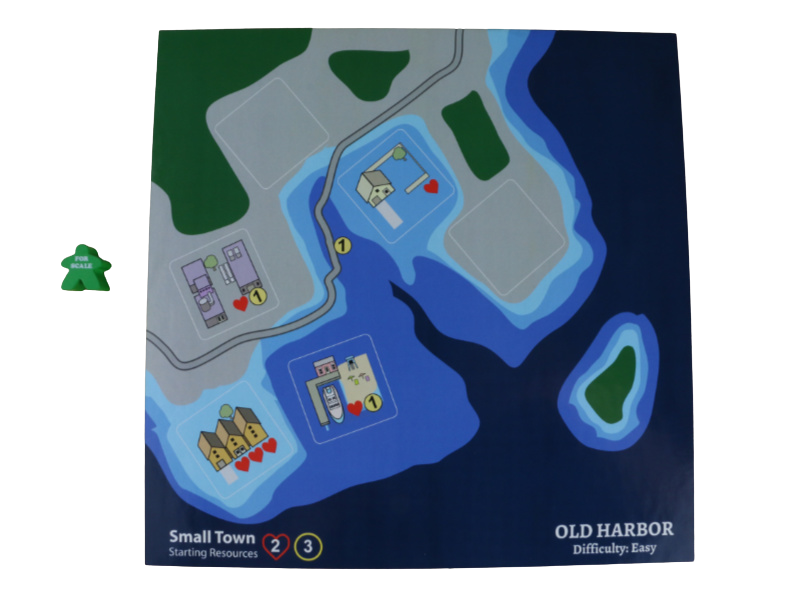 FOR
SCALE
1
1
1
Small Town
Starting Resources 2 3
OLD HARBOR
Difficulty: Easy